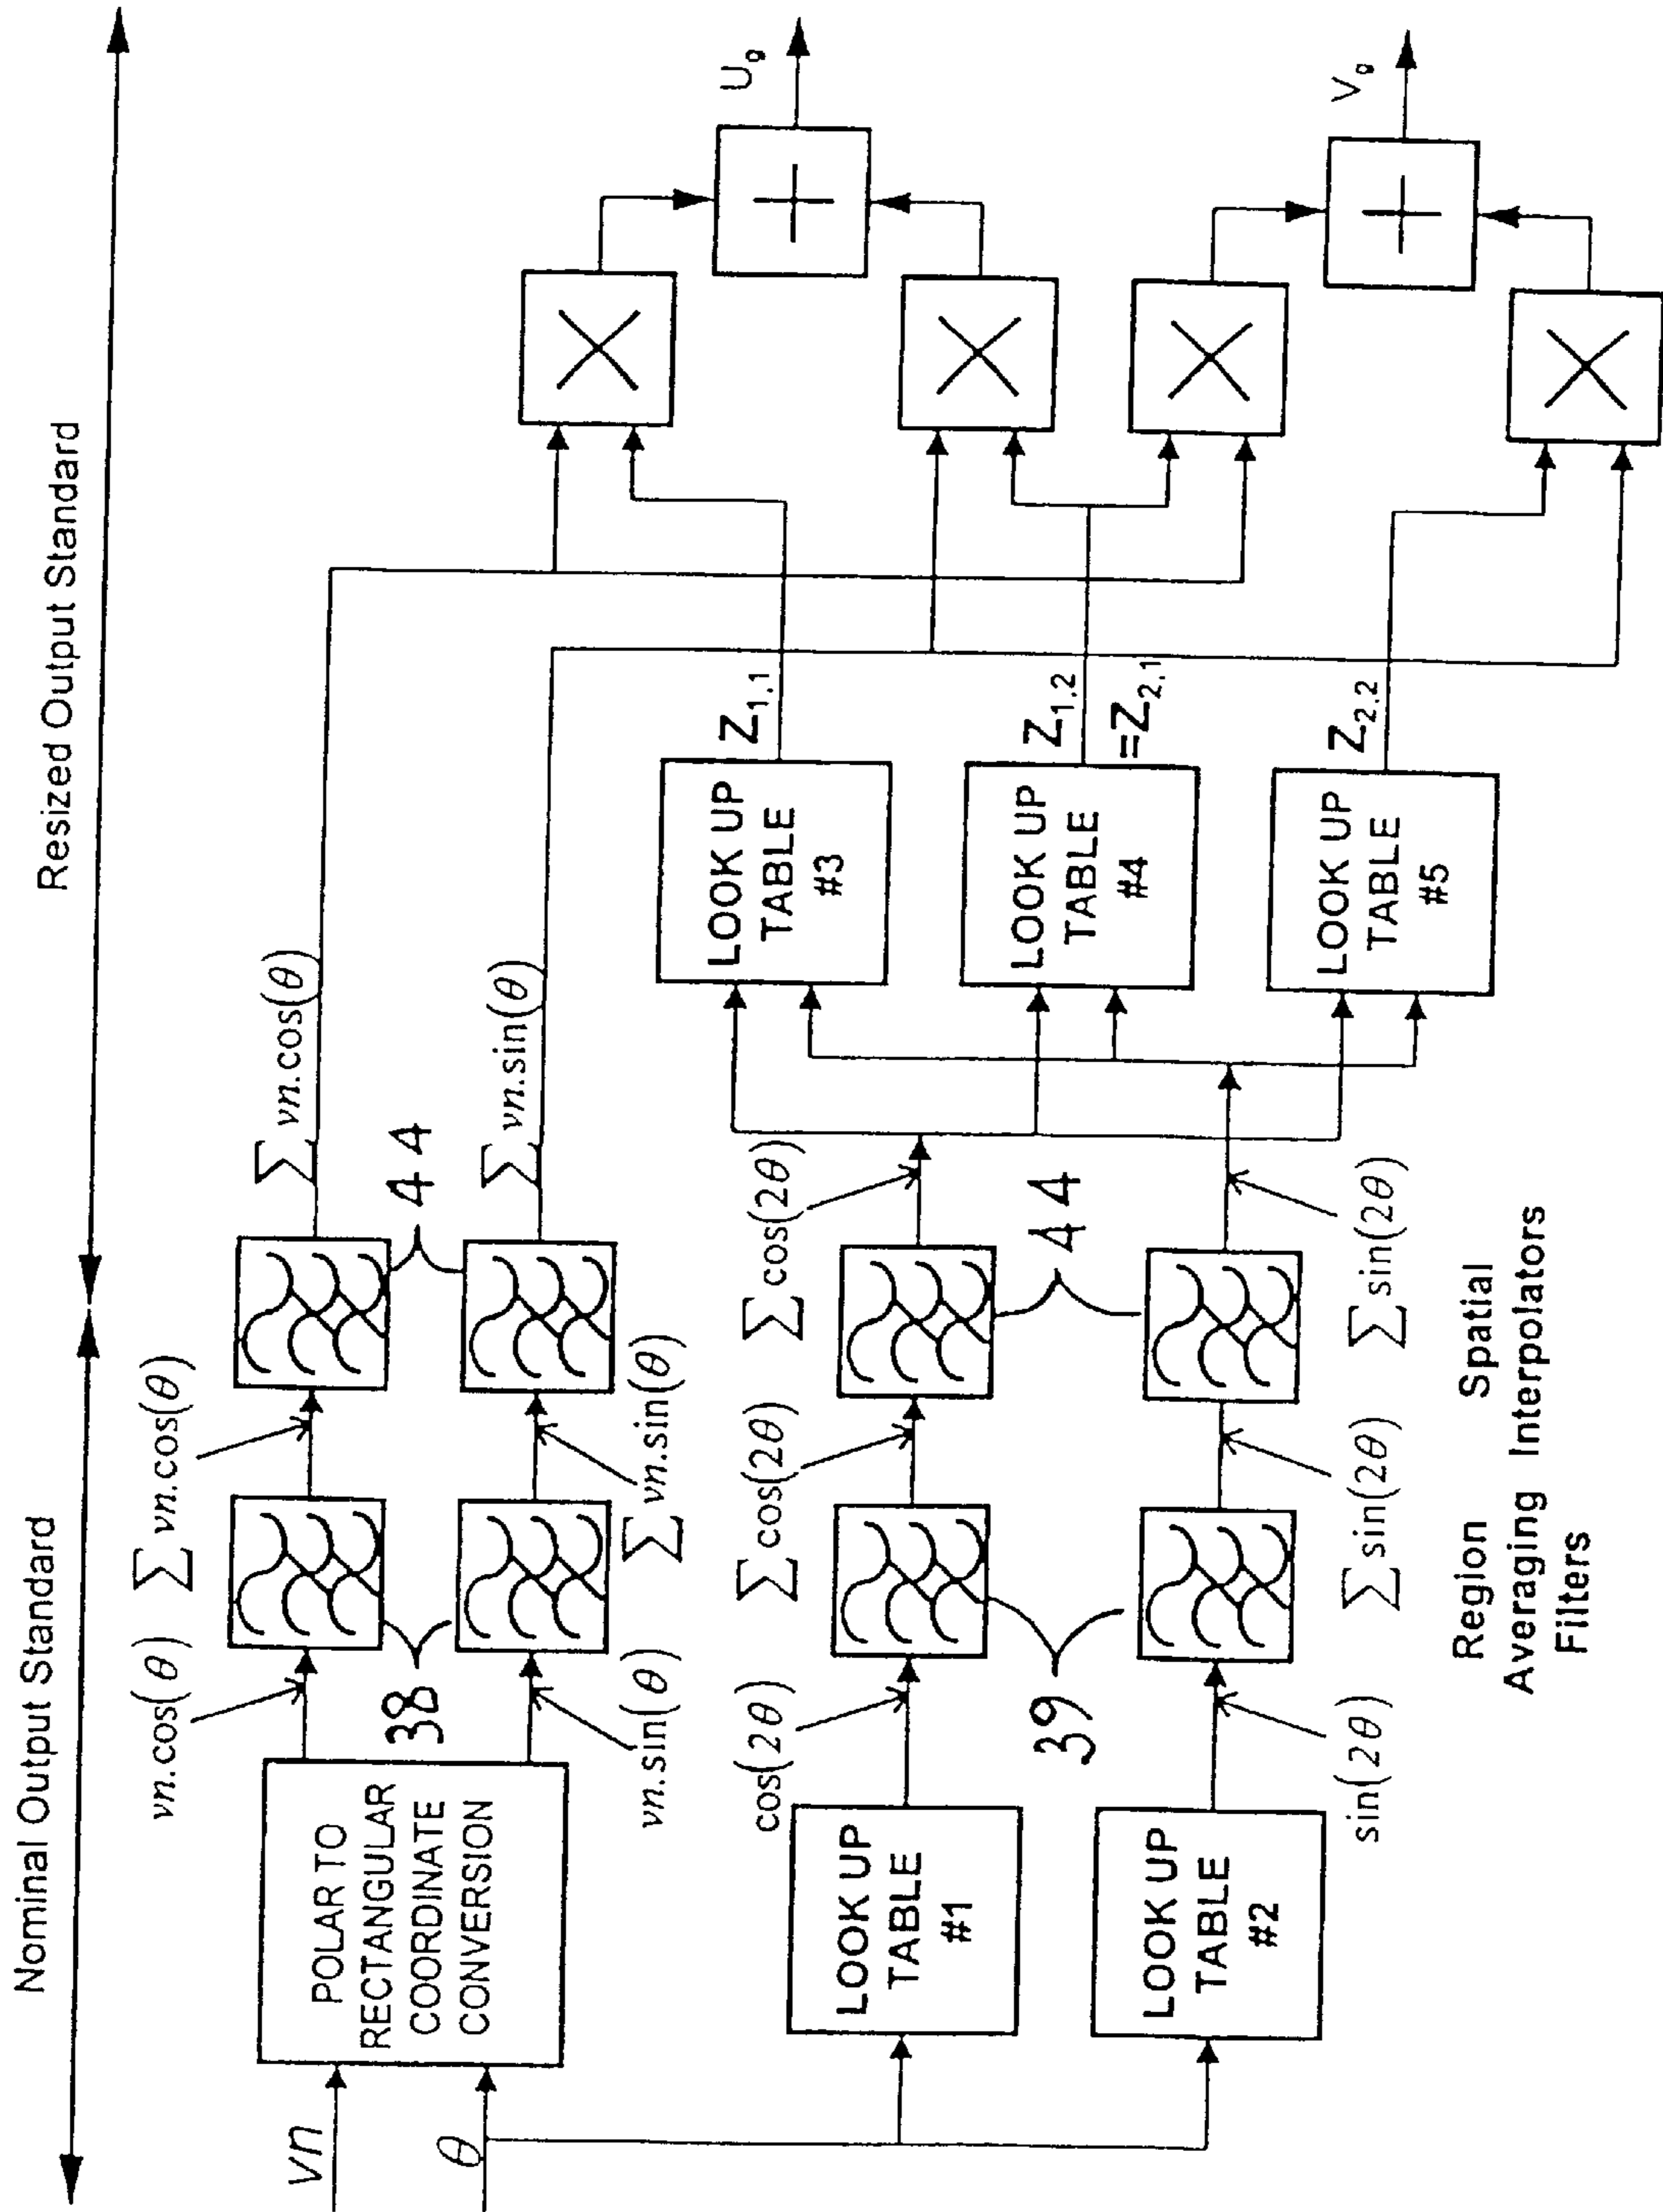 Nominal Output Standard
Resized Output Standard
vn
θ
POLAR TO
RECTANGULAR
COORDINATE
CONVERSION
vn.cos(θ)
∑ vn.cos(θ)
∑ vn.cos(θ)
38
44
vn.sin(θ)
∑ vn.sin(θ)
∑ vn.sin(θ)
LOOK UP
TABLE
#1
cos(2θ)
∑ cos(2θ)
∑ cos(2θ)
39
44
LOOK UP
TABLE
#2
sin(2θ)
∑ sin(2θ)
∑ sin(2θ)
LOOK UP
TABLE
#3
Z1,1
LOOK UP
TABLE
#4
Z1,2
=Z2,1
LOOK UP
TABLE
#5
Z2,2
+
U0
+
V0
Region
Averaging
Filters
Spatial
Interpolators